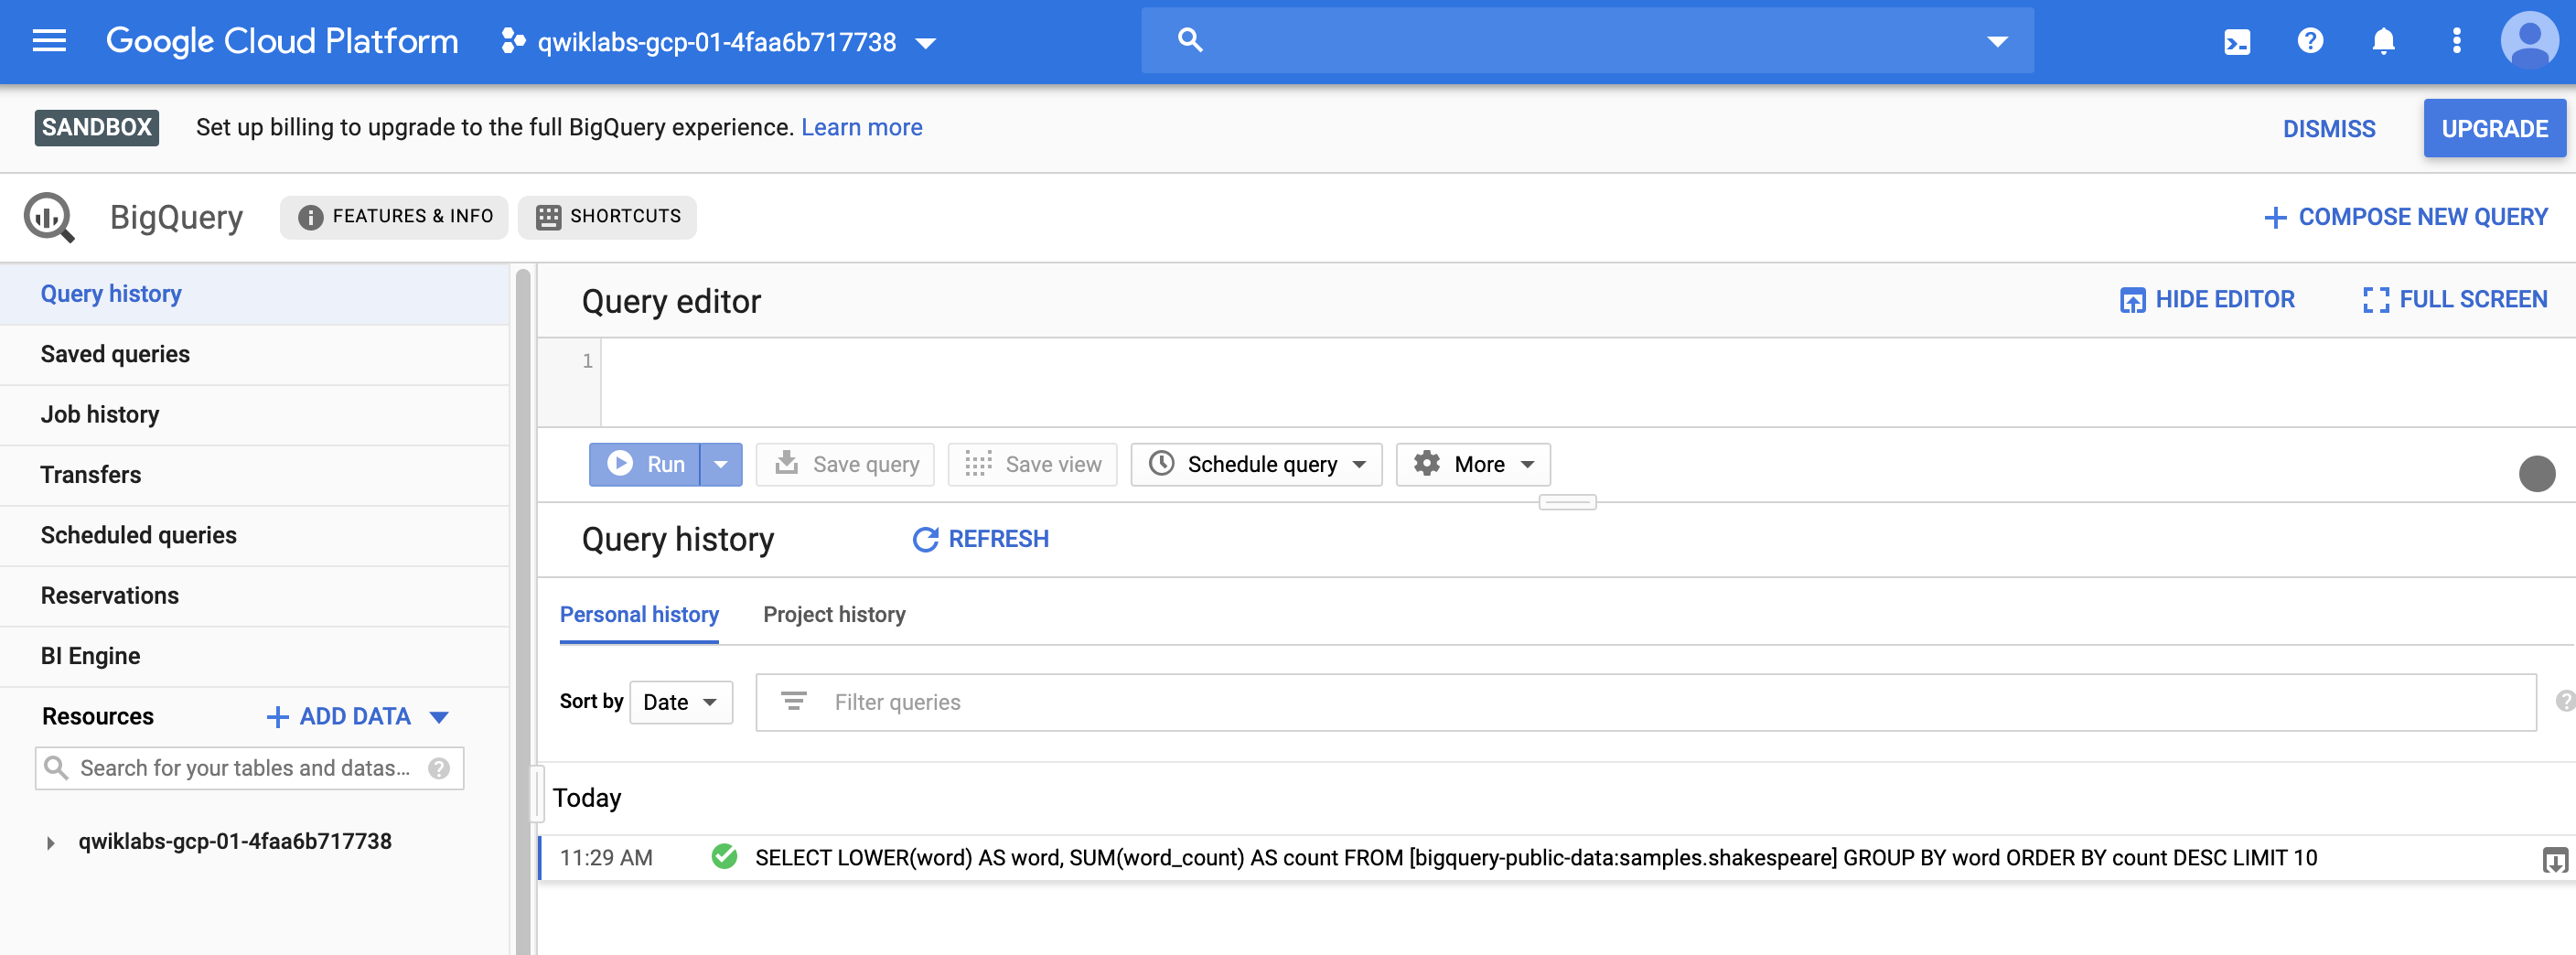 Google Cloud Platform
qwiklabs-gcp-01-4faa6b717738
SANDBOX
Set up billing to upgrade to the full BigQuery experience. Learn more
DISMISS
UPGRADE
BigQuery
FEATURES & INFO
SHORTCUTS
COMPOSE NEW QUERY
Query history
Saved queries
Job history
Transfers
Scheduled queries
Reservations
BI Engine
Resources
ADD DATA
Search for your tables and datas...
qwiklabs-gcp-01-4faa6b717738
Query editor
HIDE EDITOR
FULL SCREEN
1
Run
Save query
Save view
Schedule query
More
Query history
REFRESH
Personal history
Project history
Sort by
Date
Filter queries
Today
11:29 AM
SELECT LOWER(word) AS word, SUM(word_count) AS count FROM [bigquery-public-data:samples.shakespeare] GROUP BY word ORDER BY count DESC LIMIT 10